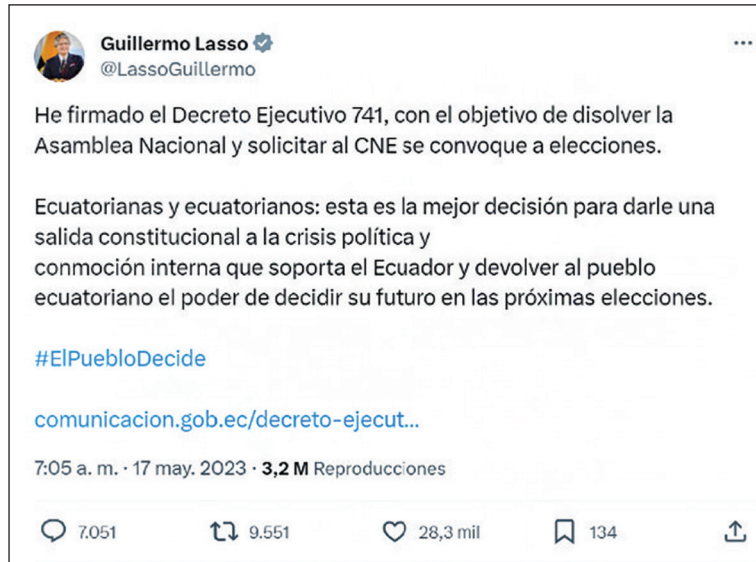 Guillermo Lasso
@LassoGuillermo
He firmado el Decreto Ejecutivo 741, con el objetivo de disolver la
Asamblea Nacional y solicitar al CNE se convoque a elecciones.
Ecuatorianas y ecuatorianos: esta es la mejor decisión para darle una
salida constitucional a la crisis política y
conmoción interna que soporta el Ecuador y devolver al pueblo
ecuatoriano el poder de decidir su futuro en las próximas elecciones.
#ElPuebloDecide
comunicacion.gob.ec/decreto-ejecut...
7:05 a. m. · 17 may. 2023 · 3,2 M Reproducciones
7.051 9.551 28,3 mil 134